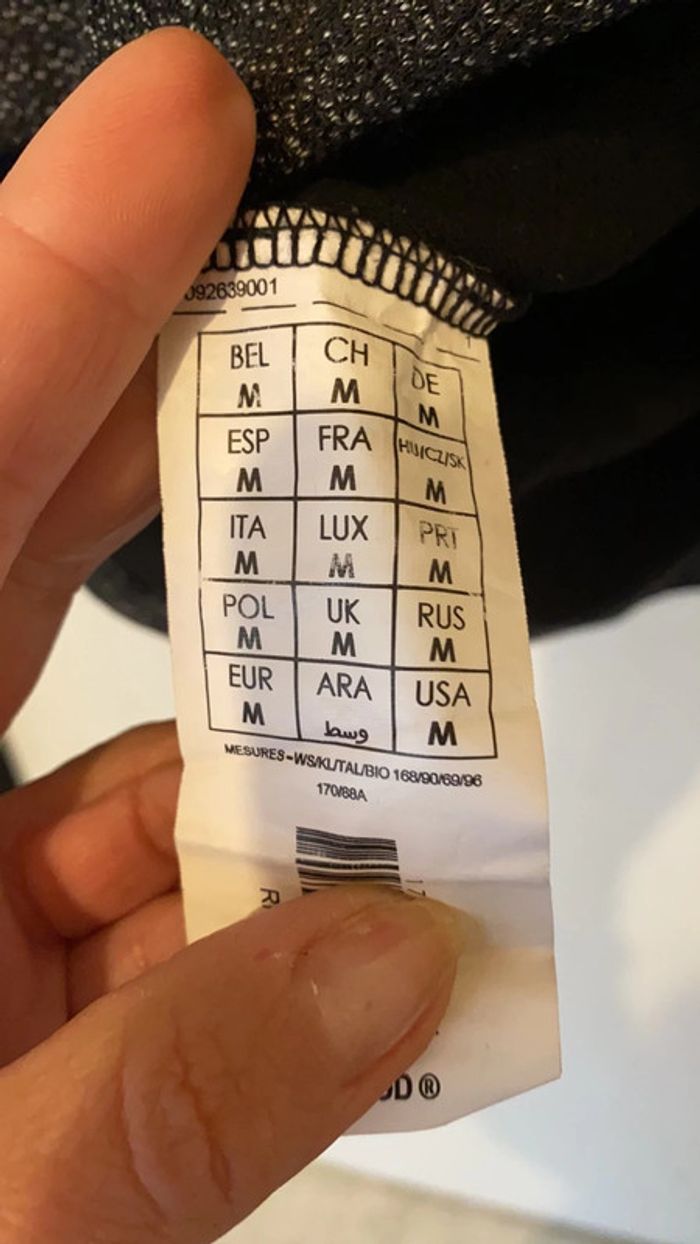 092639001
BEL CH DE
M M M
ESP FRA HU/CZ/SK
M M M
ITA LUX PRT
M M M
POL UK RUS
M M M
EUR ARA USA
M وسط M
MESURES-WS/KL/TAL/BIO 168/90/69/96
170/88A